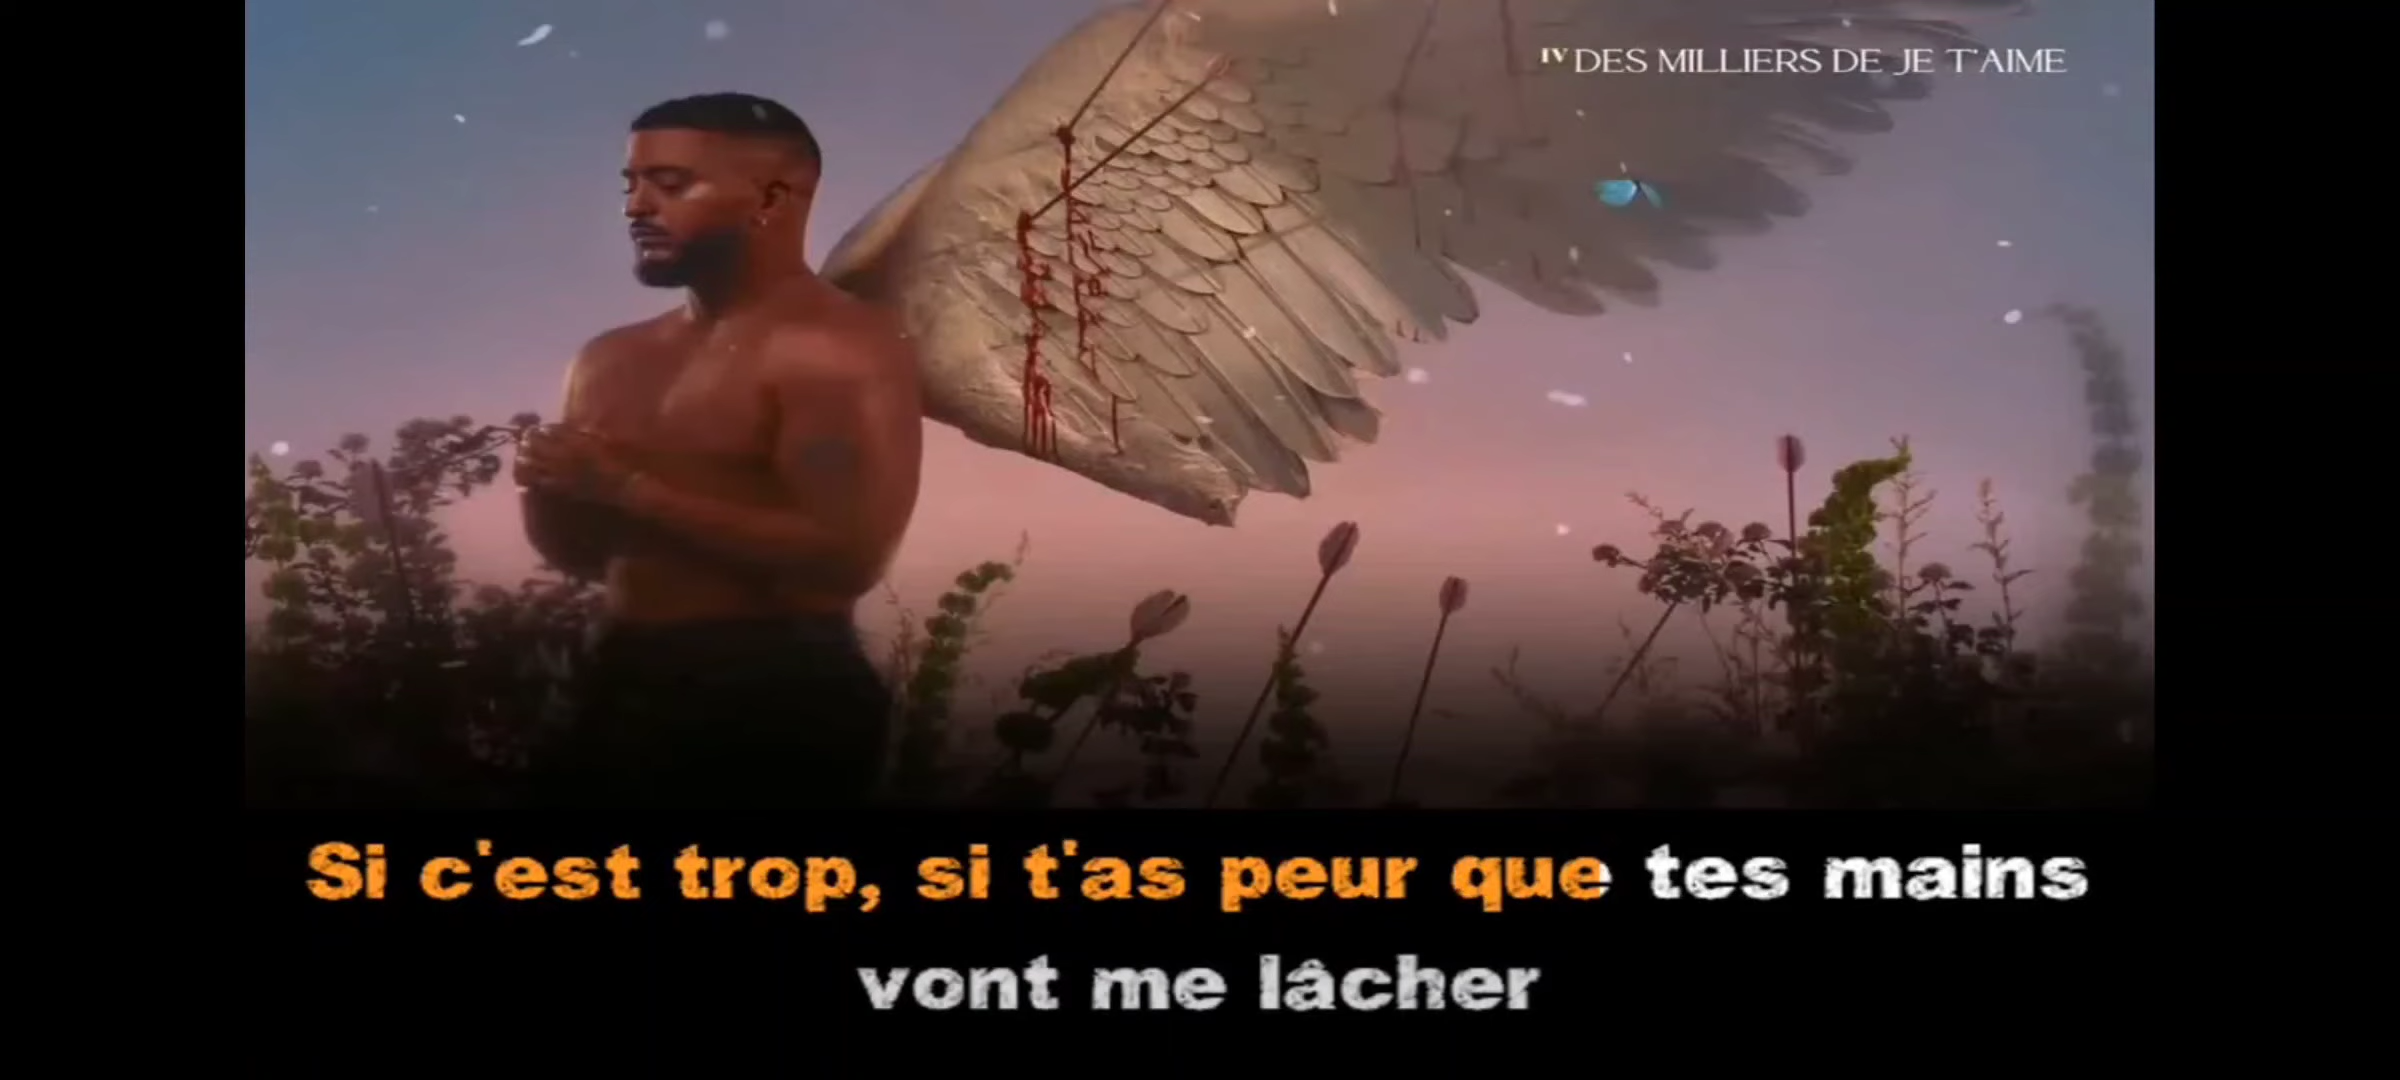 IV DES MILLIERS DE JE T'AIME
Si c'est trop, si t'as peur que tes mains
vont me lâcher